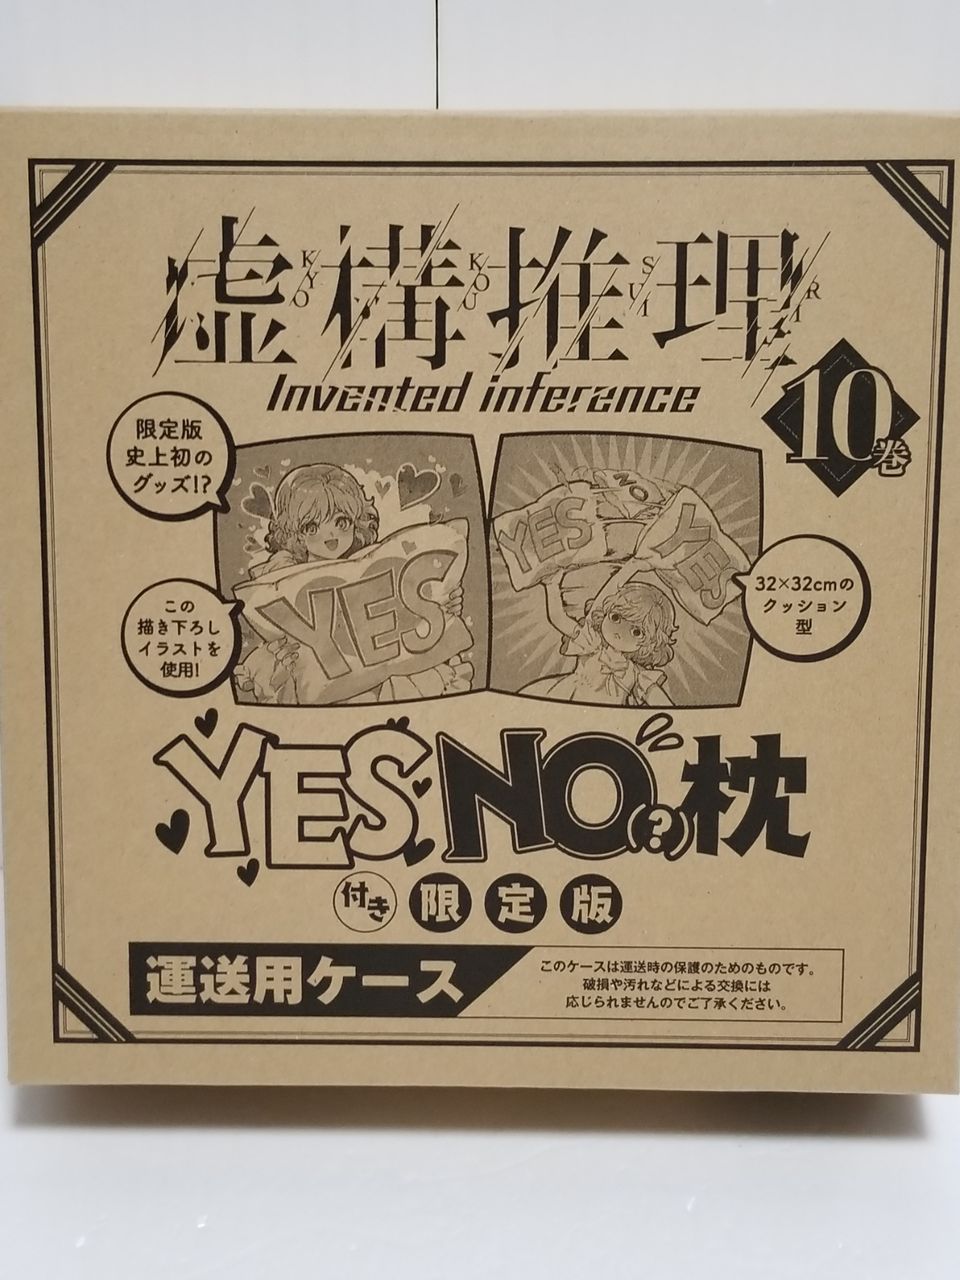 虚構推理
KYO KOU SUI RI
Invented inference
10巻
限定版
史上初の
グッズ!?
この
描き下ろし
イラストを
使用!
YES
YES
NO
YES
32×32cmの
クッション
型
YES NO(?)枕
付き限定版
運送用ケース
このケースは運送時の保護のためのものです。
破損や汚れなどによる交換には
応じられませんのでご了承ください。